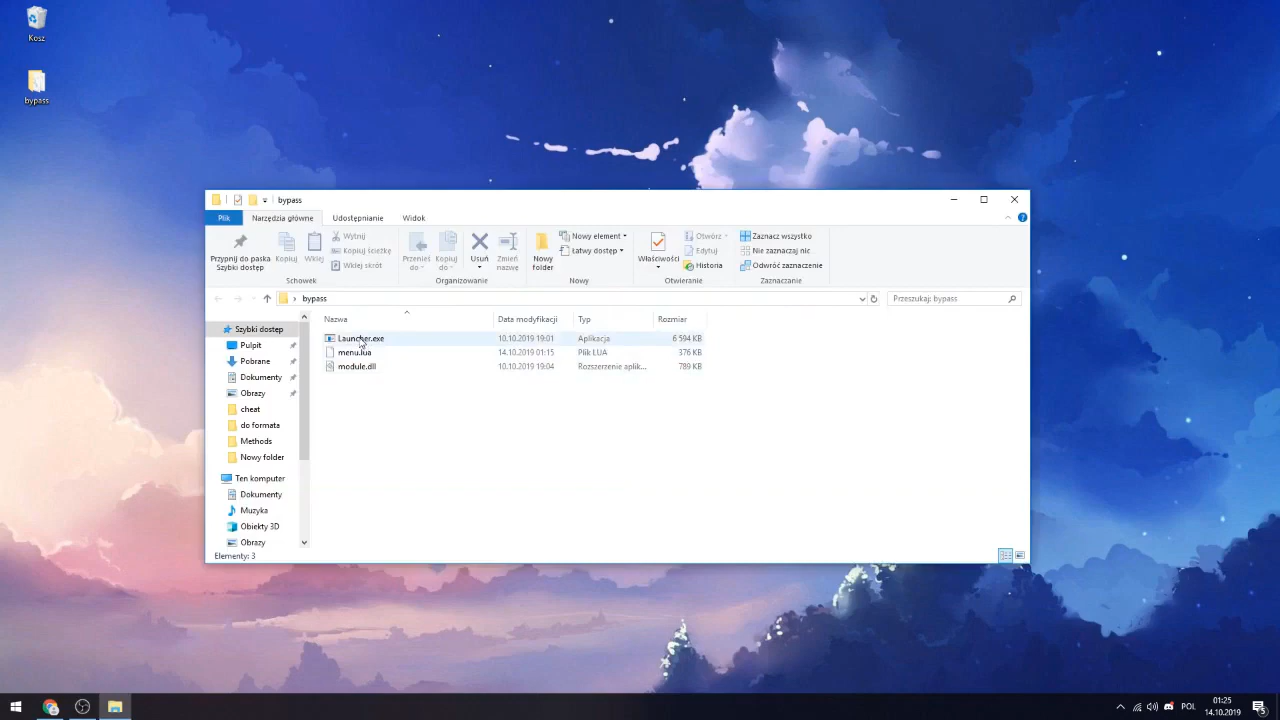 Kosz
bypass
bypass
Plik
Narzędzia główne
Udostępnianie
Widok
Przypnij do paska Szybki dostęp
Kopiuj
Wklej
Wytnij
Kopiuj ścieżkę
Wklej skrót
Schowek
Przenieś do
Kopiuj do
Usuń
Zmień nazwę
Organizowanie
Nowy folder
Nowy element
Łatwy dostęp
Nowy
Właściwości
Otwórz
Edytuj
Historia
Otwieranie
Zaznacz wszystko
Nie zaznaczaj nic
Odwróć zaznaczenie
Zaznaczanie
bypass
Przeszukaj: bypass
Nazwa
Data modyfikacji
Typ
Rozmiar
Launcher.exe 10.10.2019 19:01 Aplikacja 6 594 KB
menu.lua 14.10.2019 01:15 Plik LUA 376 KB
module.dll 10.10.2019 19:04 Rozszerzenie aplik... 789 KB
Szybki dostęp
Pulpit
Pobrane
Dokumenty
Obrazy
cheat
do formata
Methods
Nowy folder
Ten komputer
Dokumenty
Muzyka
Obiekty 3D
Obrazy
Elementy: 3
POL
01:25
14.10.2019
5